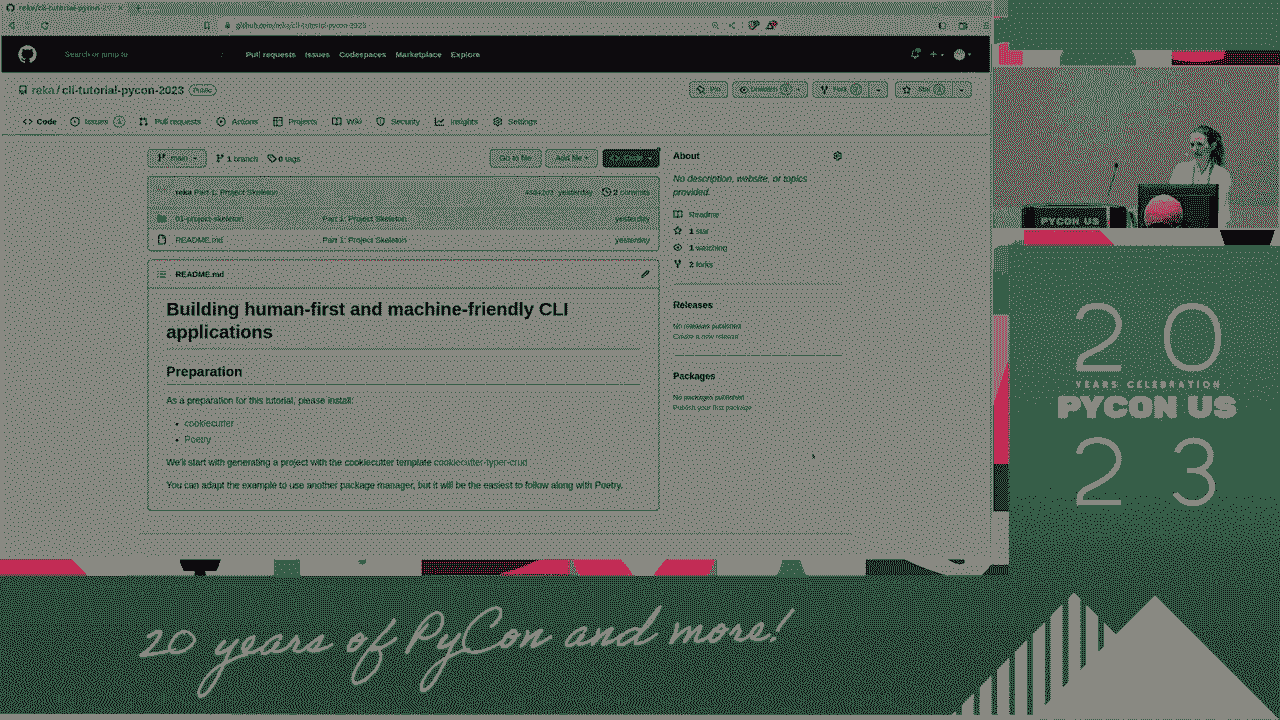 reka/cli-tutorial-pycon-2023
github.com/reka/cli-tutorial-pycon-2023
Search or jump to
Pull requests Issues Codespaces Marketplace Explore
reka / cli-tutorial-pycon-2023 Public
Pin Unwatch Fork Star
Code Issues Pull requests Actions Projects Wiki Security Insights Settings
main 1 branch 0 tags Go to file Add file Code
reka Part 1: Project Skeleton yesterday 2 commits
01-project-skeleton Part 1: Project Skeleton yesterday
README.md Part 1: Project Skeleton yesterday
README.md
Building human-first and machine-friendly CLI
applications
Preparation
As a preparation for this tutorial, please install:
• cookiecutter
• Poetry
We'll start with generating a project with the cookiecutter template cookiecutter-typer-crud
You can adapt the example to use another package manager, but it will be the easiest to follow along with Poetry.
About
No description, website, or topics
provided.
Readme
1 star
1 watching
2 forks
Releases
No releases published
Create a new release
Packages
No packages published
Publish your first package
PYCON US
20
YEARS CELEBRATION
PYCON US
23
20 years of PyCon and more!